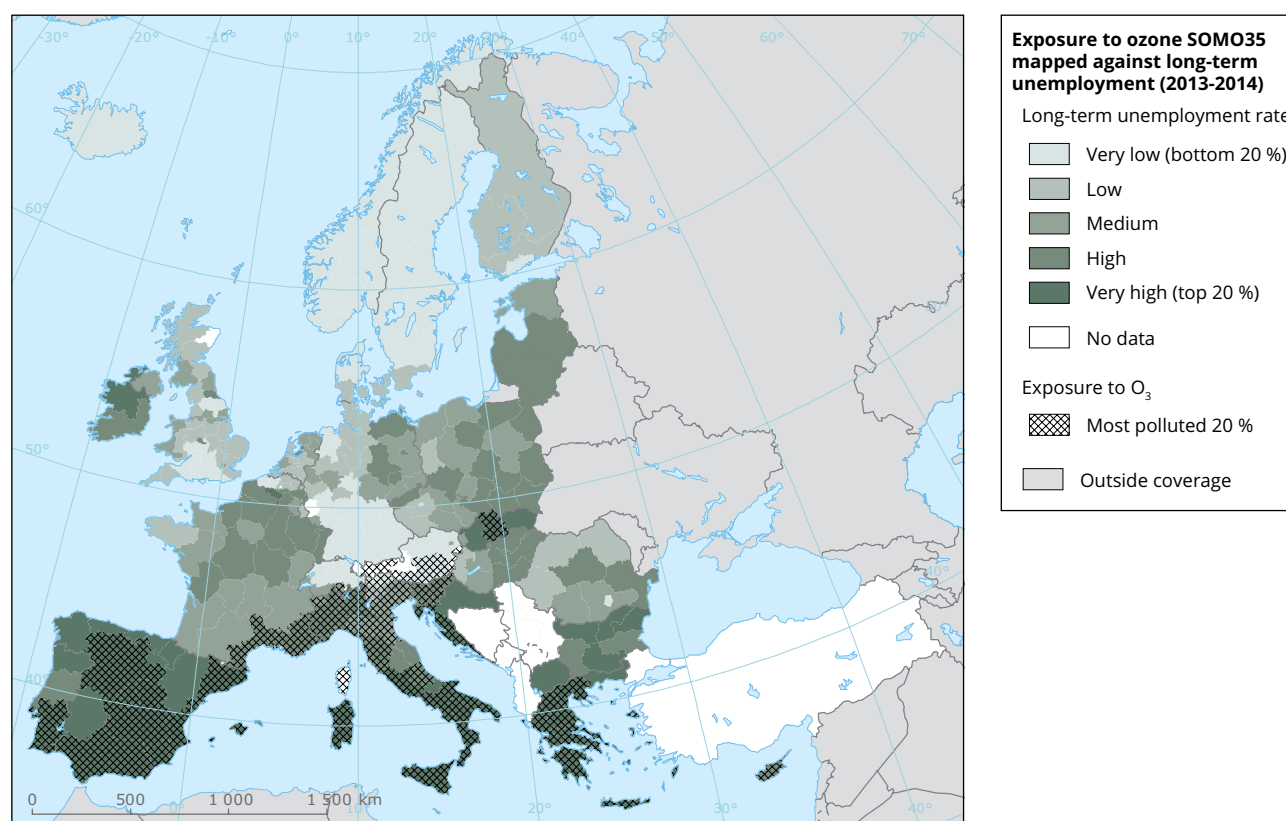 -30°
-20°
-10°
0°
10°
20°
30°
40°
50°
60°
70°
60°
50°
40°
50°
40°
0
500
1 000
1 500 km
0°
10°
20°
30°
40°
Exposure to ozone SOMO35
mapped against long-term
unemployment (2013-2014)
Long-term unemployment rate
Very low (bottom 20 %)
Low
Medium
High
Very high (top 20 %)
No data
Exposure to O₃
Most polluted 20 %
Outside coverage